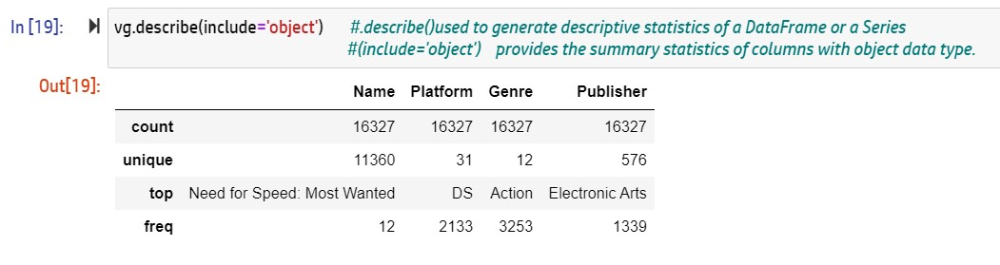 In [19]: vg.describe(include='object') #.describe()used to generate descriptive statistics of a DataFrame or a Series
#(include='object') provides the summary statistics of columns with object data type.
Out[19]:
Name Platform Genre Publisher
count 16327 16327 16327 16327
unique 11360 31 12 576
top Need for Speed: Most Wanted DS Action Electronic Arts
freq 12 2133 3253 1339